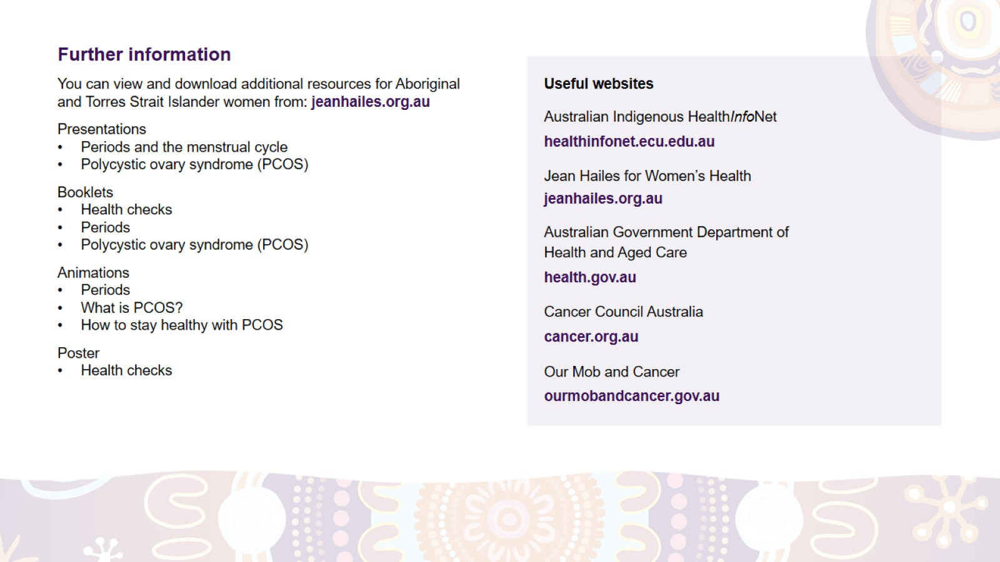 Further information
You can view and download additional resources for Aboriginal
and Torres Strait Islander women from: jeanhailes.org.au
Presentations
• Periods and the menstrual cycle
• Polycystic ovary syndrome (PCOS)
Booklets
• Health checks
• Periods
• Polycystic ovary syndrome (PCOS)
Animations
• Periods
• What is PCOS?
• How to stay healthy with PCOS
Poster
• Health checks
Useful websites
Australian Indigenous HealthInfoNet
healthinfonet.ecu.edu.au
Jean Hailes for Women’s Health
jeanhailes.org.au
Australian Government Department of
Health and Aged Care
health.gov.au
Cancer Council Australia
cancer.org.au
Our Mob and Cancer
ourmobandcancer.gov.au